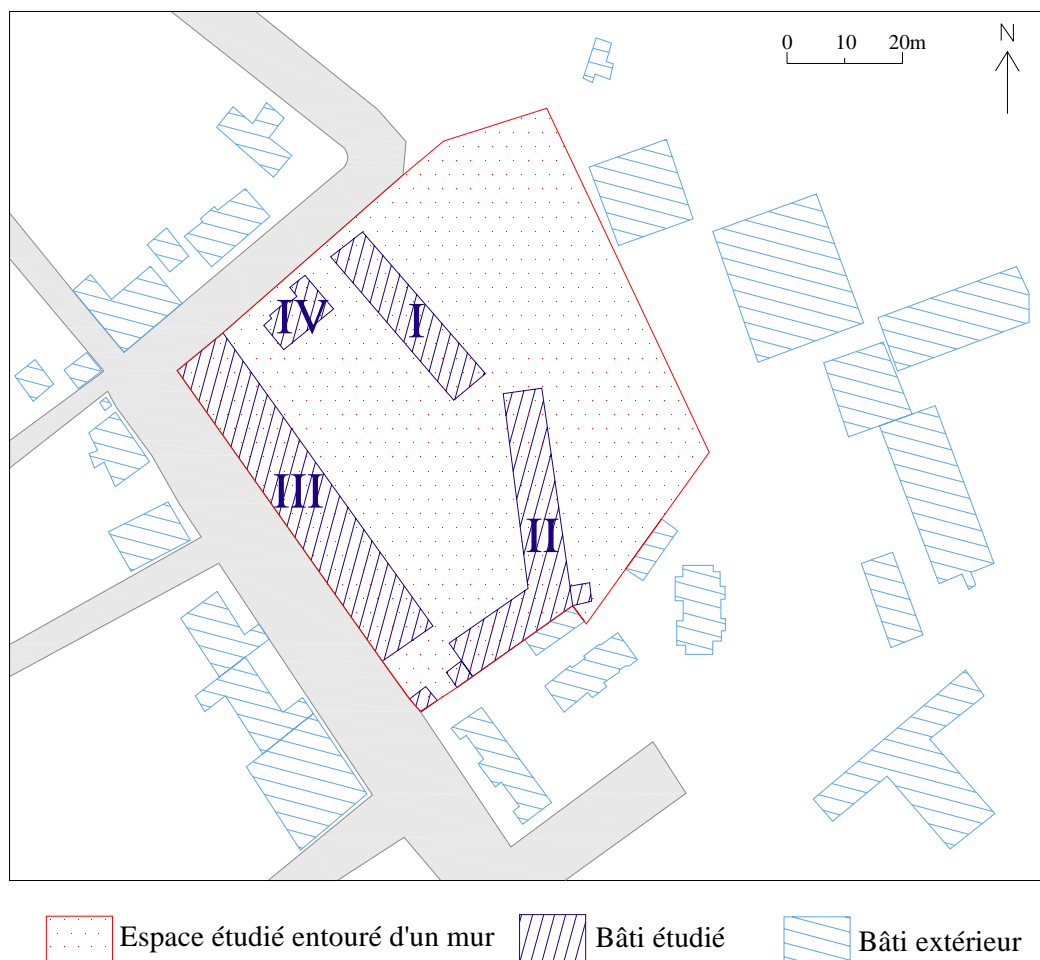 N
0 10 20m
IV
I
III
II
Espace étudié entouré d'un mur
Bâti étudié
Bâti extérieur